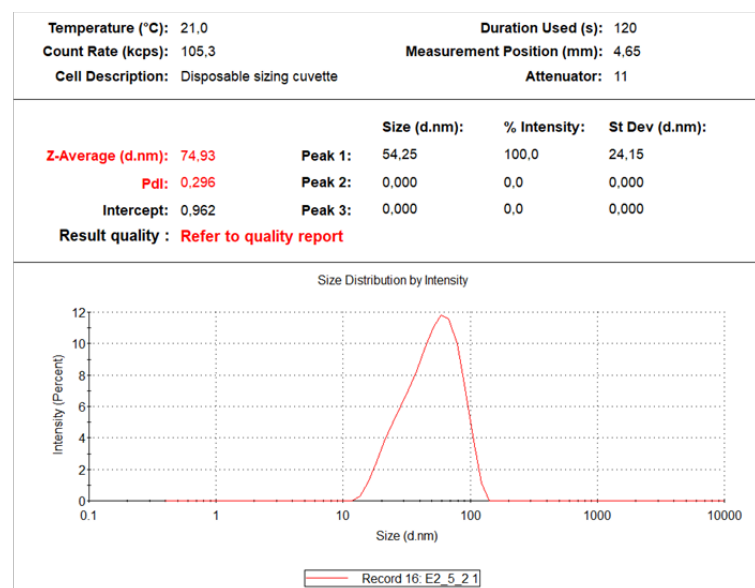 Temperature (°C): 21,0 Duration Used (s): 120
Count Rate (kcps): 105,3 Measurement Position (mm): 4,65
Cell Description: Disposable sizing cuvette Attenuator: 11
Size (d.nm): % Intensity: St Dev (d.nm):
Z-Average (d.nm): 74,93 Peak 1: 54,25 100,0 24,15
PdI: 0,296 Peak 2: 0,000 0,0 0,000
Intercept: 0,962 Peak 3: 0,000 0,0 0,000
Result quality : Refer to quality report
Size Distribution by Intensity
Intensity (Percent)
12
10
8
6
4
2
0
0.1 1 10 100 1000 10000
Size (d.nm)
Record 16: E2_5_2 1